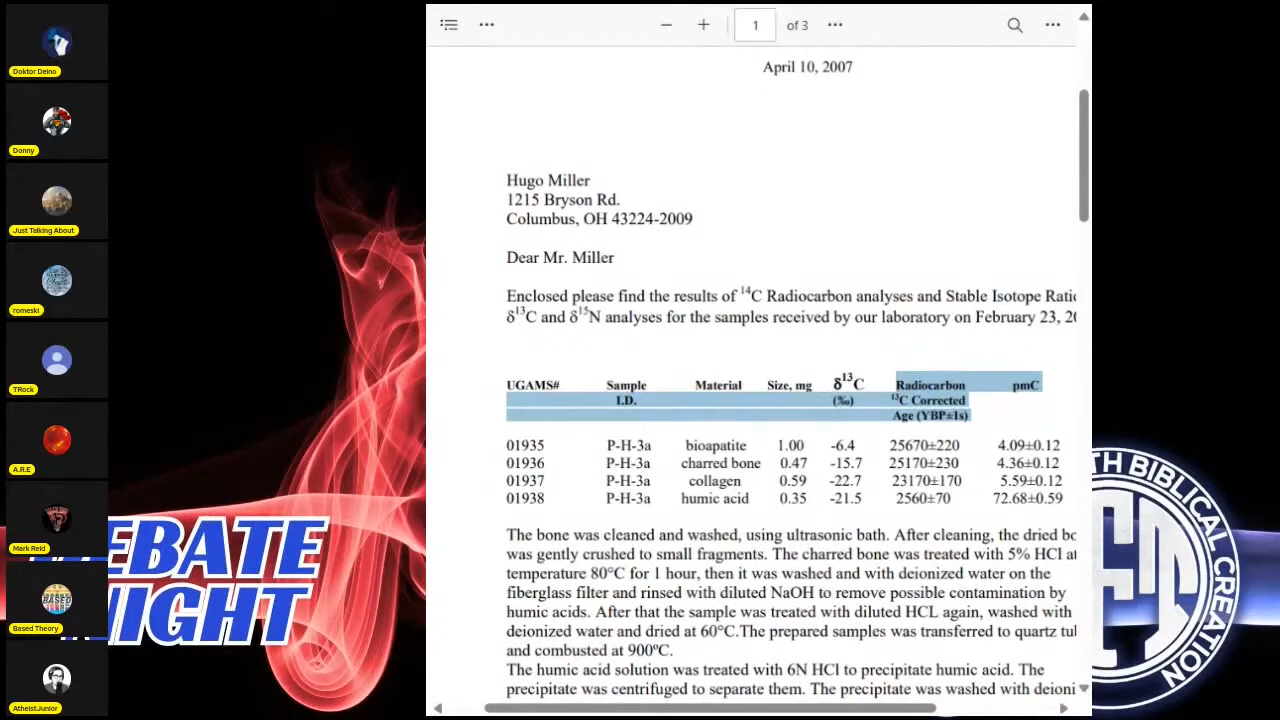 Doktor Deino
Donny
Just Talking About
romeski
TRock
A.R.E
Mark Reid
Based Theory
AtheistJunior
EBATE
IGHT
1 of 3
April 10, 2007
Hugo Miller
1215 Bryson Rd.
Columbus, OH 43224-2009
Dear Mr. Miller
Enclosed please find the results of 14C Radiocarbon analyses and Stable Isotope Ratio
δ13C and δ15N analyses for the samples received by our laboratory on February 23, 20
UGAMS# Sample Material Size, mg δ13C Radiocarbon pmC
I.D. (‰) 13C Corrected
Age (YBP±1s)
01935 P-H-3a bioapatite 1.00 -6.4 25670±220 4.09±0.12
01936 P-H-3a charred bone 0.47 -15.7 25170±230 4.36±0.12
01937 P-H-3a collagen 0.59 -22.7 23170±170 5.59±0.12
01938 P-H-3a humic acid 0.35 -21.5 2560±70 72.68±0.59
The bone was cleaned and washed, using ultrasonic bath. After cleaning, the dried bo
was gently crushed to small fragments. The charred bone was treated with 5% HCl at
temperature 80°C for 1 hour, then it was washed and with deionized water on the
fiberglass filter and rinsed with diluted NaOH to remove possible contamination by
humic acids. After that the sample was treated with diluted HCL again, washed with
deionized water and dried at 60°C.The prepared samples was transferred to quartz tul
and combusted at 900ºC.
The humic acid solution was treated with 6N HCl to precipitate humic acid. The
precipitate was centrifuged to separate them. The precipitate was washed with deioni
TH BIBLICAL CREATION